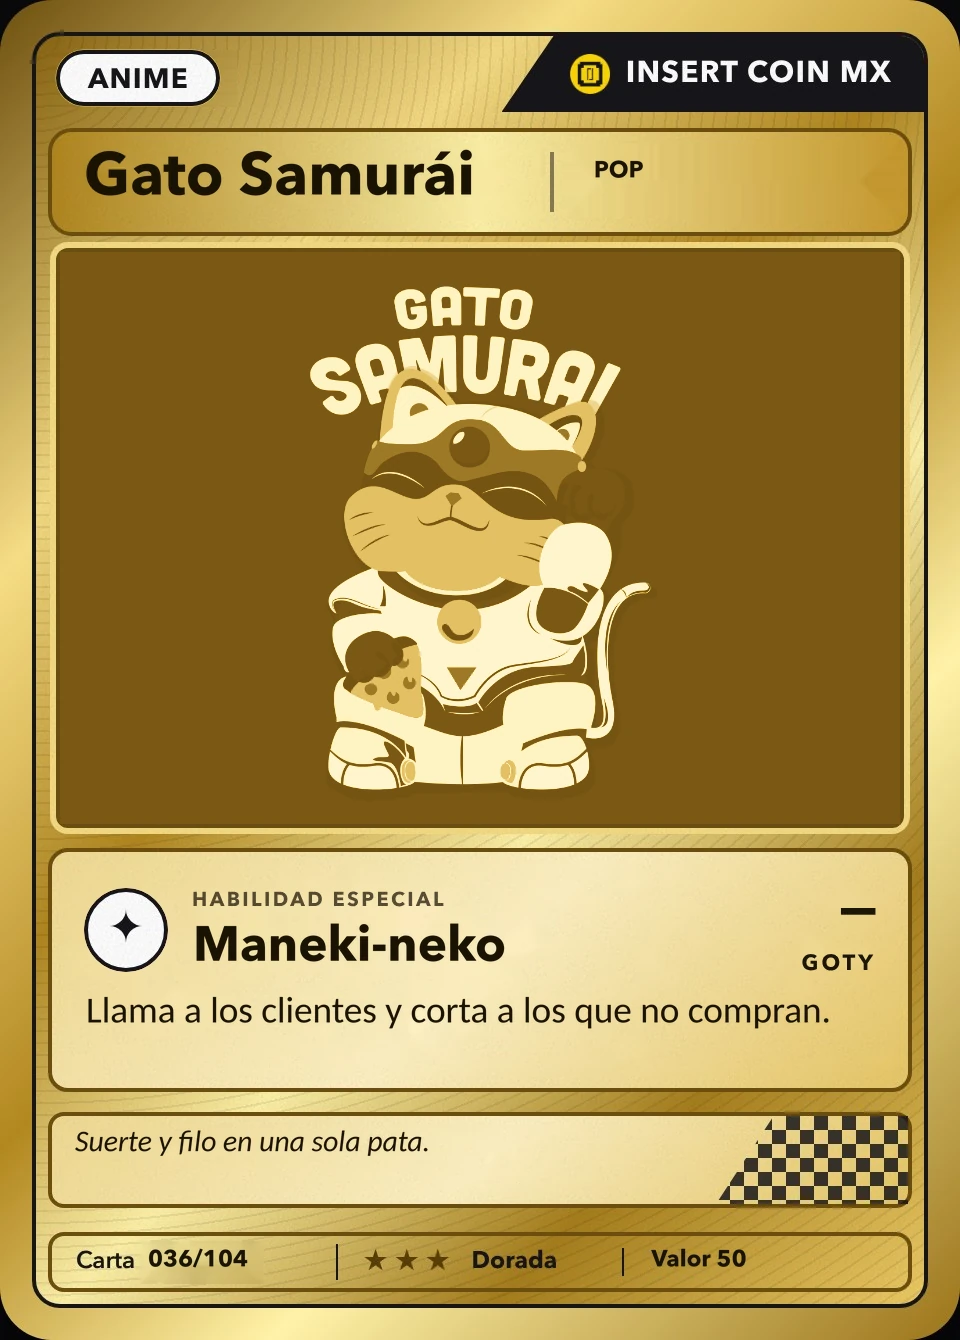 ANIME
INSERT COIN MX
Gato Samurái
POP
GATO
SAMURAI
HABILIDAD ESPECIAL
Maneki-neko
—
GOTY
Llama a los clientes y corta a los que no compran.
Suerte y filo en una sola pata.
Carta 036/104 ★★★ Dorada Valor 50